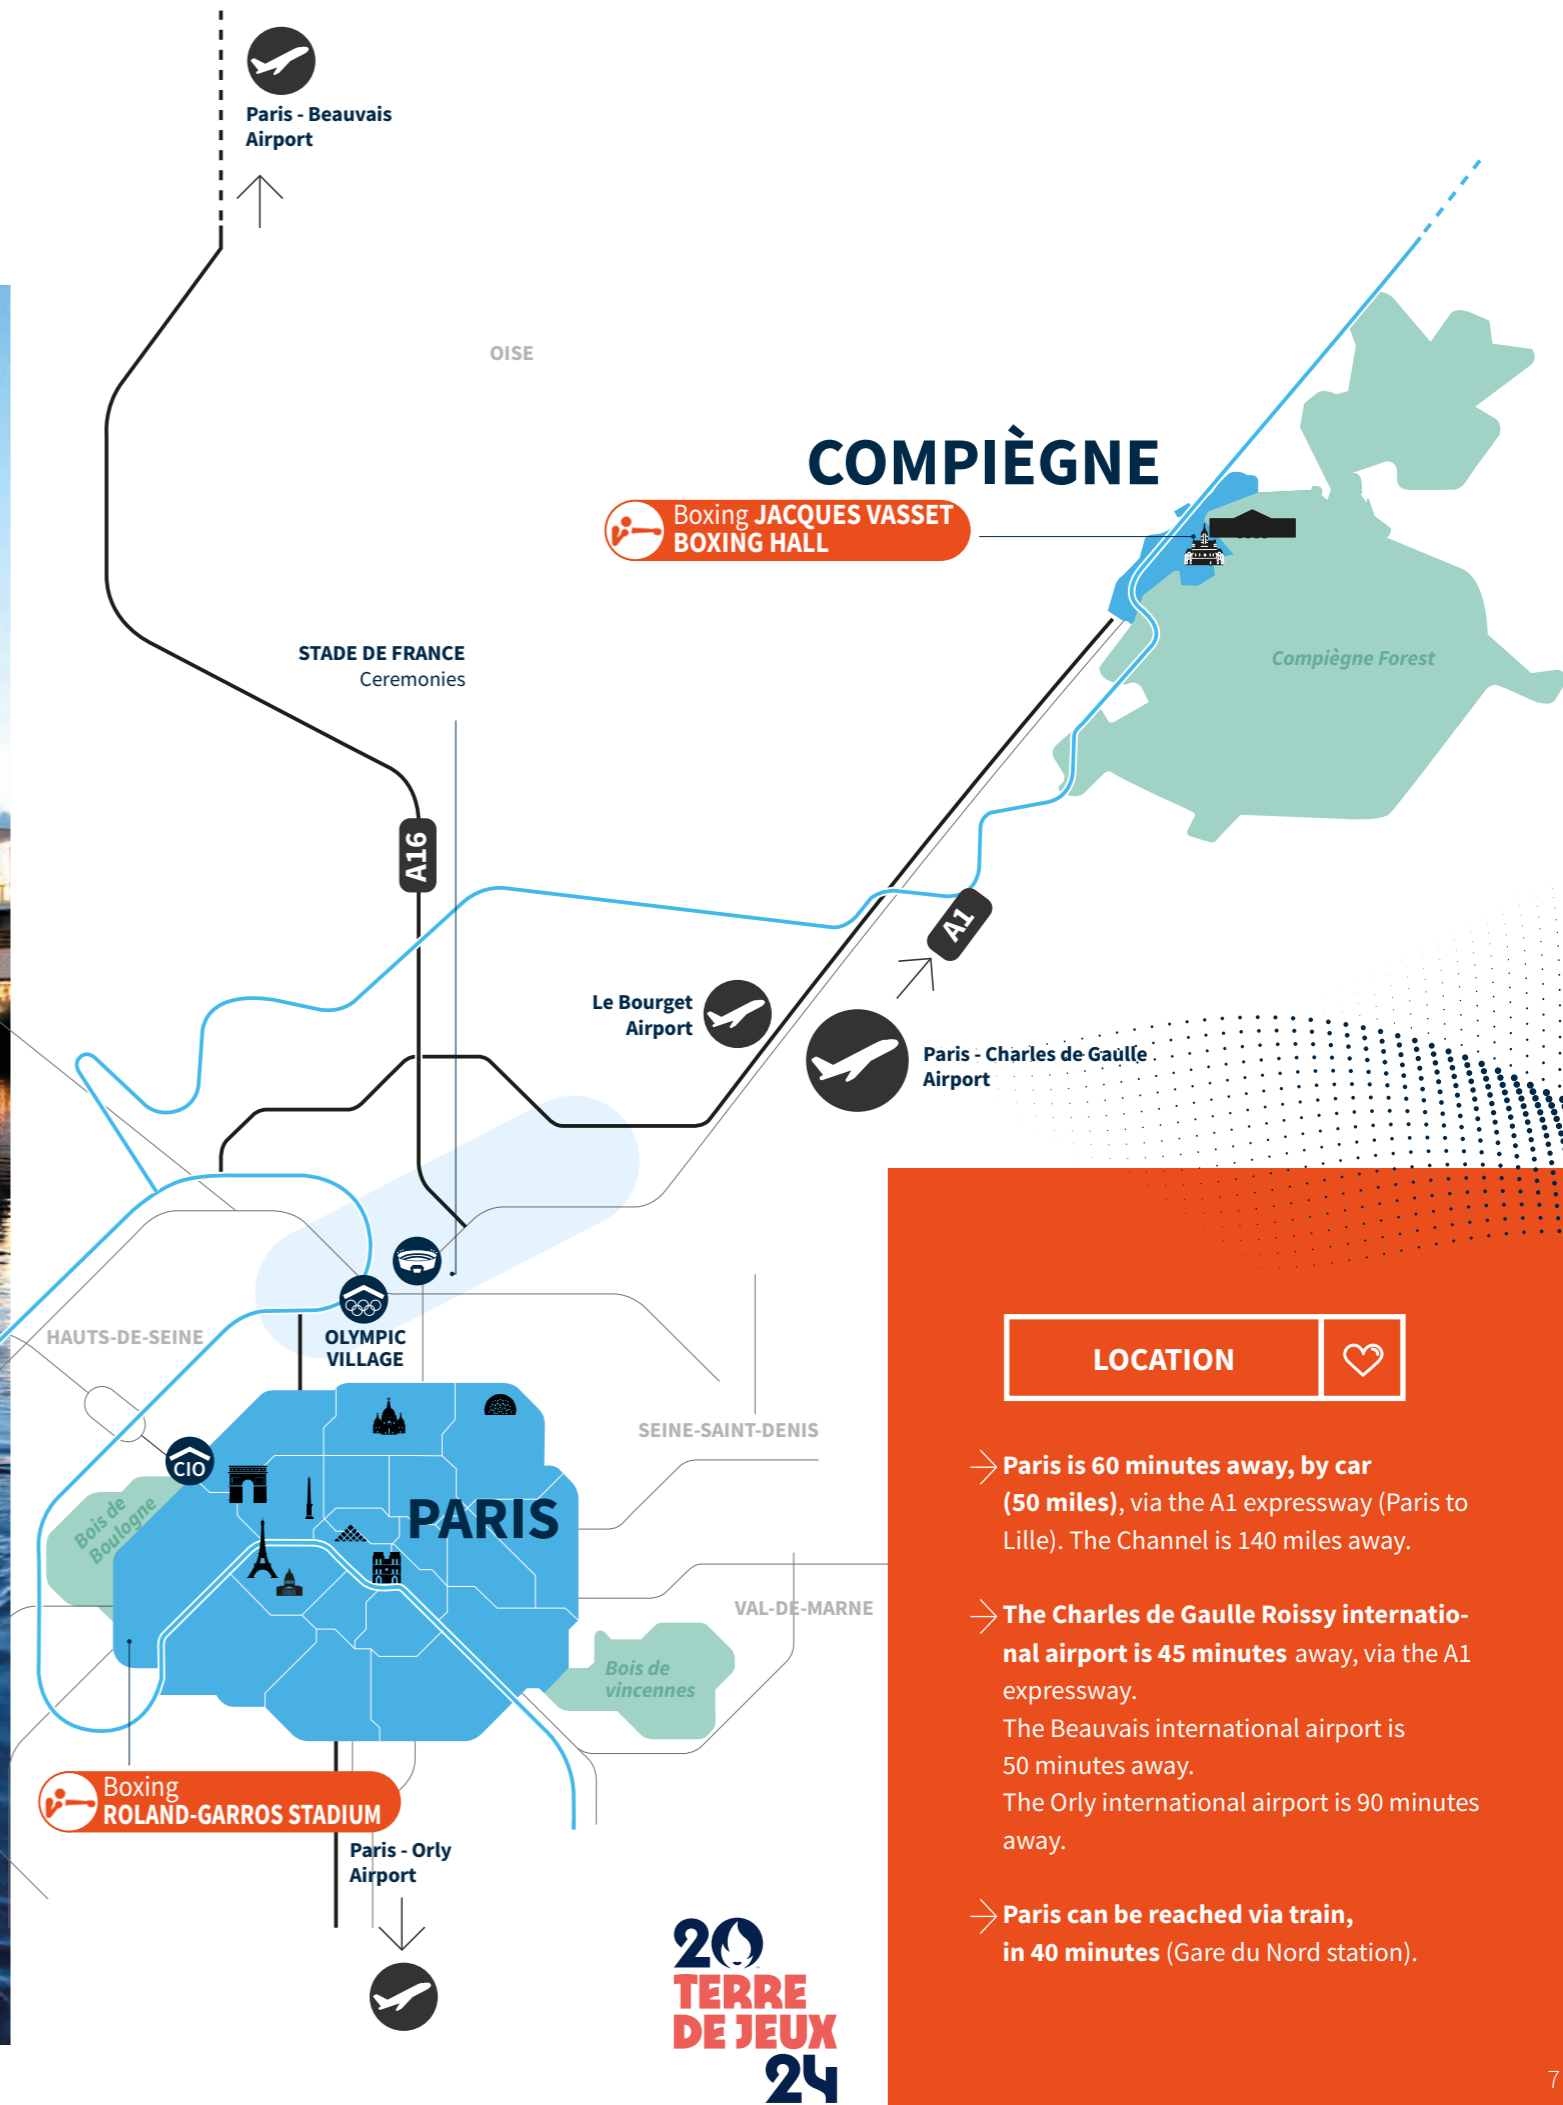 Paris - Beauvais
Airport
OISE
COMPIÈGNE
Boxing JACQUES VASSET
BOXING HALL
STADE DE FRANCE
Ceremonies
Compiègne Forest
A16
A1
Le Bourget
Airport
Paris - Charles de Gaulle
Airport
HAUTS-DE-SEINE
OLYMPIC
VILLAGE
SEINE-SAINT-DENIS
CIO
PARIS
Bois de
Boulogne
VAL-DE-MARNE
Bois de
vincennes
Boxing
ROLAND-GARROS STADIUM
Paris - Orly
Airport
20
TERRE
DE JEUX
24
LOCATION
Paris is 60 minutes away, by car
(50 miles), via the A1 expressway (Paris to
Lille). The Channel is 140 miles away.
The Charles de Gaulle Roissy internatio-
nal airport is 45 minutes away, via the A1
expressway.
The Beauvais international airport is
50 minutes away.
The Orly international airport is 90 minutes
away.
Paris can be reached via train,
in 40 minutes (Gare du Nord station).
7